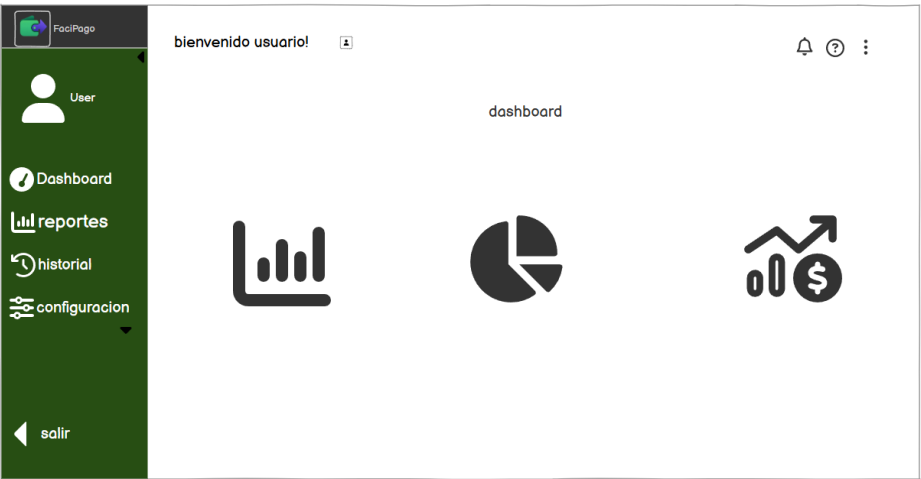 FaciPago
bienvenido usuario!
User
dashboard
Dashboard
reportes
historial
configuracion
salir